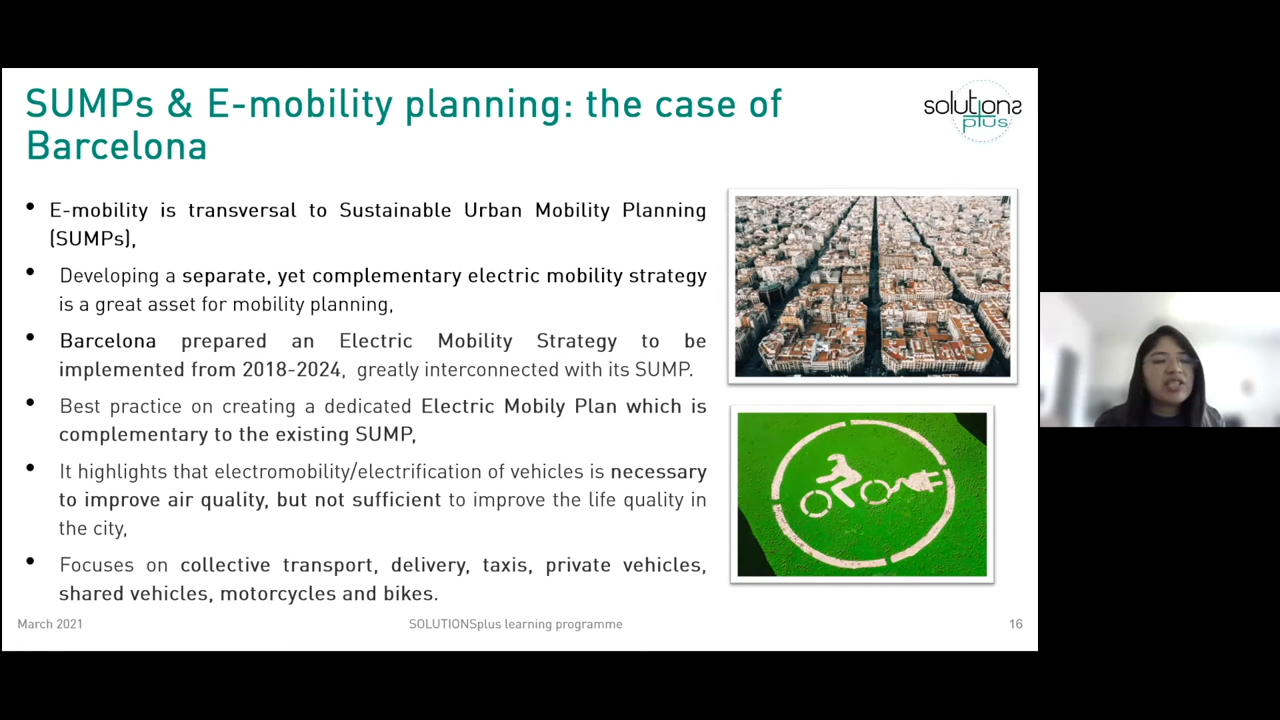 SUMPs & E-mobility planning: the case of
Barcelona
solutions
plus
• E-mobility is transversal to Sustainable Urban Mobility Planning
(SUMPs),
• Developing a separate, yet complementary electric mobility strategy
is a great asset for mobility planning,
• Barcelona prepared an Electric Mobility Strategy to be
implemented from 2018-2024, greatly interconnected with its SUMP.
• Best practice on creating a dedicated Electric Mobily Plan which is
complementary to the existing SUMP,
• It highlights that electromobility/electrification of vehicles is necessary
to improve air quality, but not sufficient to improve the life quality in
the city,
• Focuses on collective transport, delivery, taxis, private vehicles,
shared vehicles, motorcycles and bikes.
March 2021
SOLUTIONSplus learning programme
16